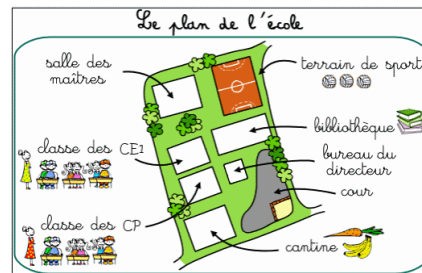 Le plan de l'école
salle des
maîtres
terrain de sport
bibliothèque
classe des CE1
bureau du
directeur
cour
classe des CP
cantine